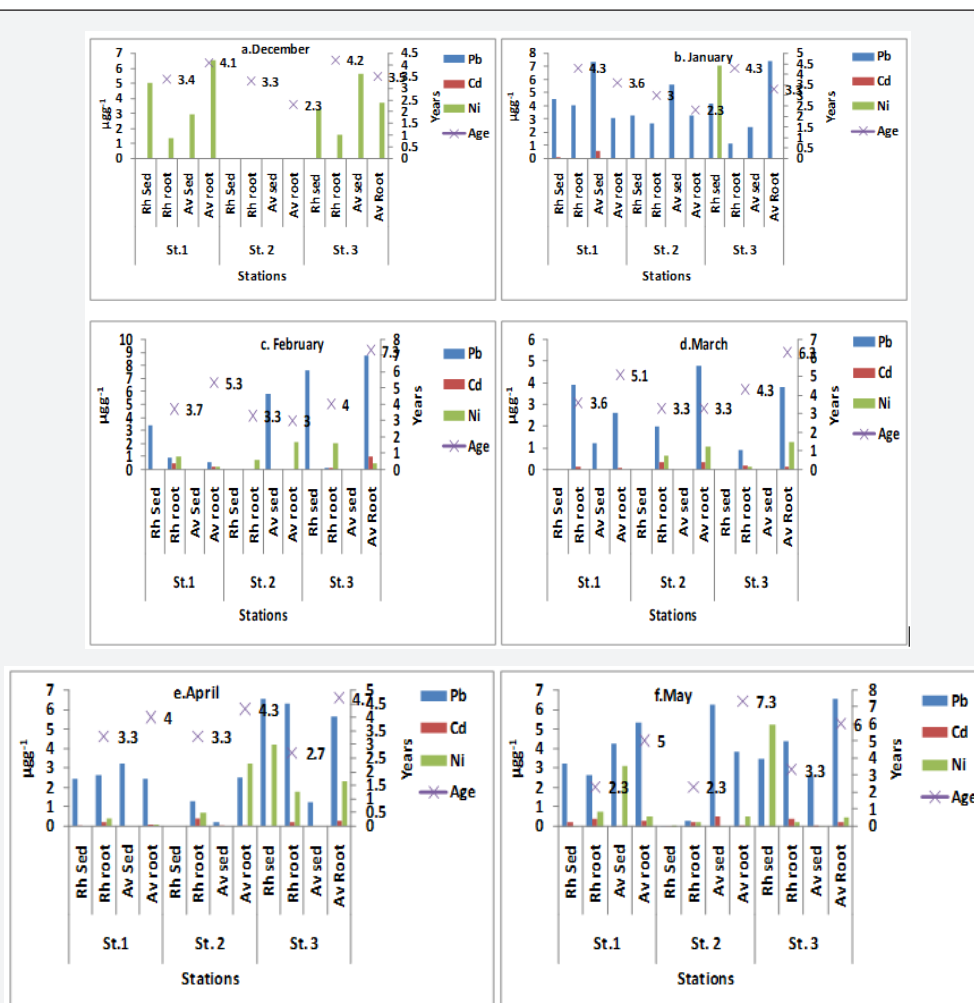 a.December
µgg⁻¹
7
6
5
4
3
2
1
0
4.5
4
3.5
3
2.5
2
1.5
1
0.5
0
Years
3.4
4.1
3.3
2.3
4.2
Pb
Cd
Ni
Age
Rh Sed
Rh root
Av Sed
Av root
Rh Sed
Rh root
Av sed
Av root
Rh sed
Rh root
Av sed
Av Root
St.1
St. 2
St. 3
Stations
b. January
µgg⁻¹
8
7
6
5
4
3
2
1
0
5
4.5
4
3.5
3
2.5
2
1.5
1
0.5
0
Years
4.3
3.6
3
2.3
4.3
3.3
Pb
Cd
Ni
Age
Rh Sed
Rh root
Av Sed
Av root
Rh Sed
Rh root
Av sed
Av root
Rh sed
Rh root
Av sed
Av Root
St.1
St. 2
St. 3
Stations
c. February
µgg⁻¹
10
9
8
7
6
5
4
3
2
1
0
8
7
6
5
4
3
2
1
0
Years
3.7
5.3
3.3
3
4
7.3
Pb
Cd
Ni
Age
Rh Sed
Rh root
Av Sed
Av root
Rh Sed
Rh root
Av sed
Av root
Rh sed
Rh root
Av sed
Av Root
St.1
St. 2
St. 3
Stations
d.March
µgg⁻¹
6
5
4
3
2
1
0
7
6
5
4
3
2
1
0
Years
3.6
5.1
3.3
3.3
4.3
6.3
Pb
Cd
Ni
Age
Rh Sed
Rh root
Av Sed
Av root
Rh Sed
Rh root
Av sed
Av root
Rh sed
Rh root
Av sed
Av Root
St.1
St. 2
St. 3
Stations
e.April
µgg⁻¹
7
6
5
4
3
2
1
0
5
4.5
4
3.5
3
2.5
2
1.5
1
0.5
0
Years
3.3
4
3.3
4.3
2.7
4.7
Pb
Cd
Ni
Age
Rh Sed
Rh root
Av Sed
Av root
Rh Sed
Rh root
Av sed
Av root
Rh sed
Rh root
Av sed
Av Root
St.1
St. 2
St. 3
Stations
f.May
µgg⁻¹
7
6
5
4
3
2
1
0
8
7
6
5
4
3
2
1
0
Years
2.3
5
2.3
7.3
3.3
6
Pb
Cd
Ni
Age
Rh Sed
Rh root
Av Sed
Av root
Rh Sed
Rh root
Av sed
Av root
Rh sed
Rh root
Av sed
Av Root
St.1
St. 2
St. 3
Stations